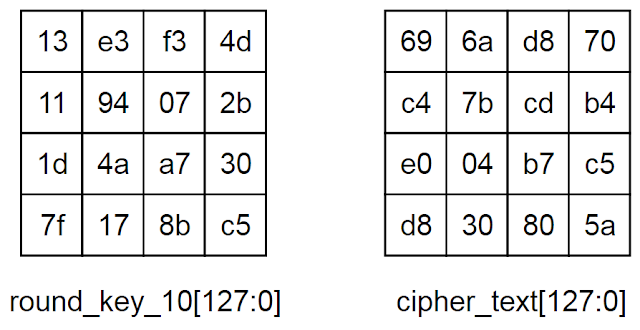 13 e3 f3 4d 69 6a d8 70
11 94 07 2b c4 7b cd b4
1d 4a a7 30 e0 04 b7 c5
7f 17 8b c5 d8 30 80 5a
round_key_10[127:0] cipher_text[127:0]